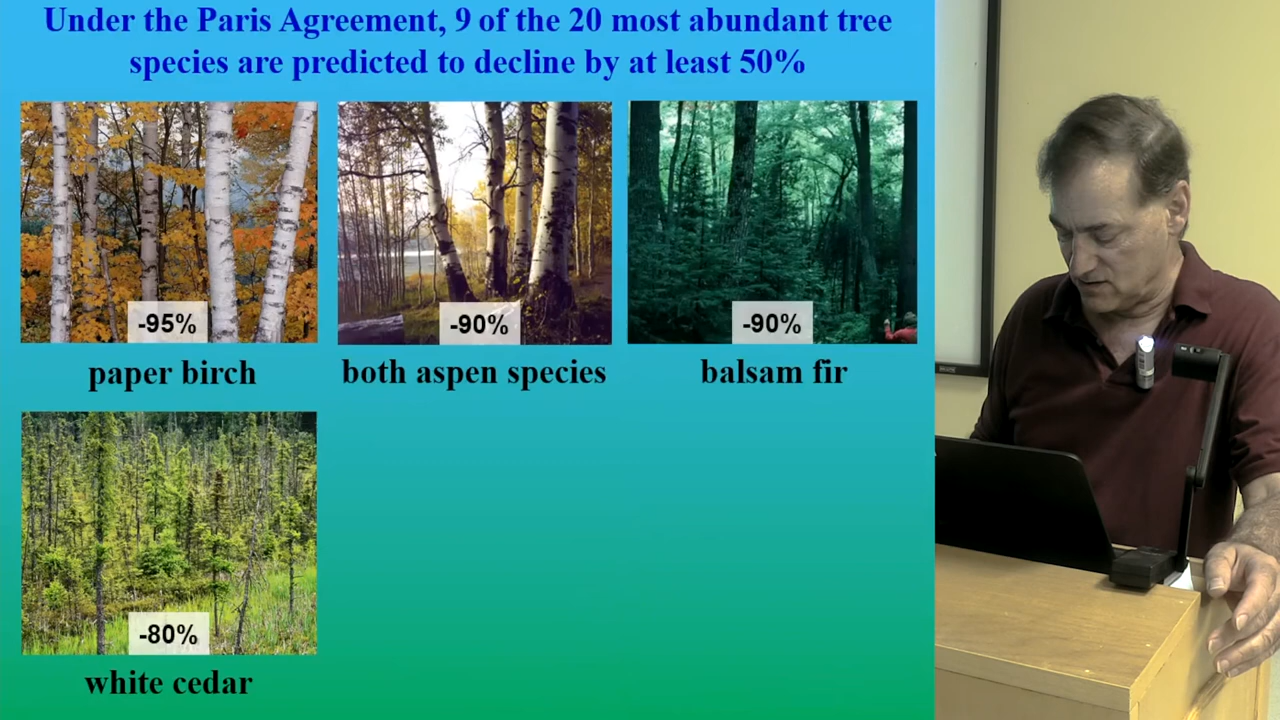 Under the Paris Agreement, 9 of the 20 most abundant tree
species are predicted to decline by at least 50%
-95%
-90%
-90%
paper birch
both aspen species
balsam fir
-80%
white cedar